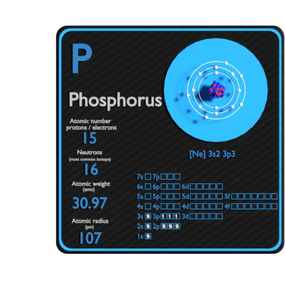 P
Phosphorus
Atomic number
protons / electrons
15
Neutrons
(most common isotope)
16
Atomic weight
(amu)
30.97
Atomic radius
(pm)
107
[Ne] 3s2 3p3
7s 7p
6s 6p 6d
5s 5p 5d 5f
4s 4p 4d 4f
3s 3p 3d
2s 2p
1s